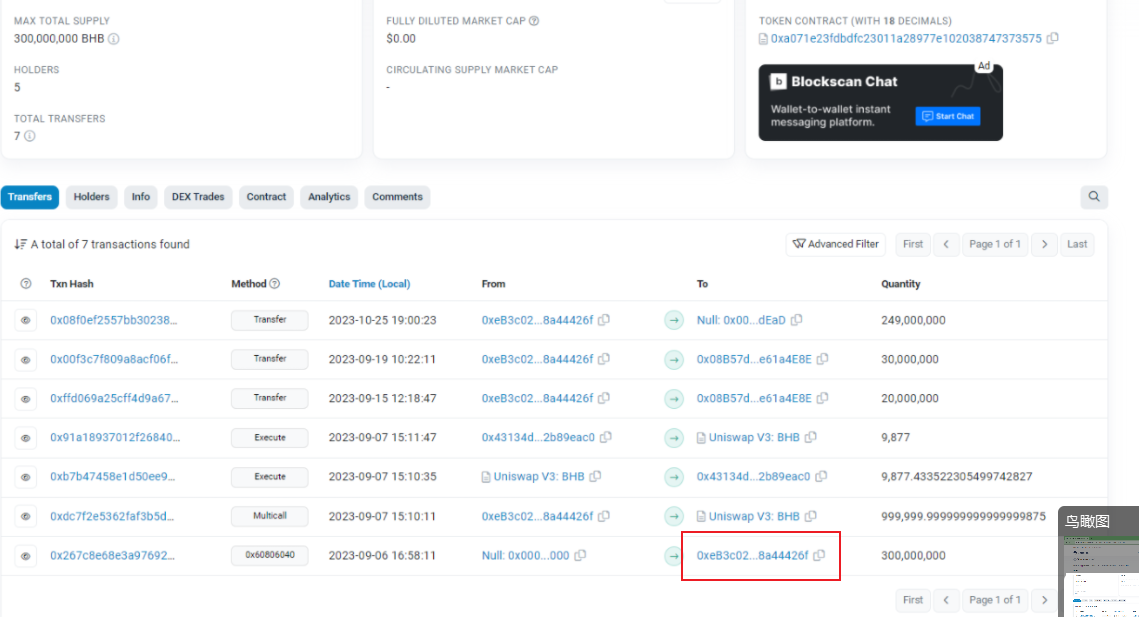 MAX TOTAL SUPPLY
300,000,000 BHB
HOLDERS
5
TOTAL TRANSFERS
7
FULLY DILUTED MARKET CAP
$0.00
CIRCULATING SUPPLY MARKET CAP
-
TOKEN CONTRACT (WITH 18 DECIMALS)
0xa071e23fdbdfc23011a28977e102038747373575
Ad
b Blockscan Chat
Wallet-to-wallet instant
messaging platform.
Start Chat
Transfers Holders Info DEX Trades Contract Analytics Comments
A total of 7 transactions found Advanced Filter First Page 1 of 1 Last
Txn Hash Method Date Time (Local) From To Quantity
0x08f0ef2557bb30238... Transfer 2023-10-25 19:00:23 0xeB3c02...8a44426f Null: 0x00...dEaD 249,000,000
0x00f3c7f809a8acf06f... Transfer 2023-09-19 10:22:11 0xeB3c02...8a44426f 0x08B57d...e61a4E8E 30,000,000
0xffd069a25cff4d9a67... Transfer 2023-09-15 12:18:47 0xeB3c02...8a44426f 0x08B57d...e61a4E8E 20,000,000
0x91a18937012f26840... Execute 2023-09-07 15:11:47 0x43134d...2b89eac0 Uniswap V3: BHB 9,877
0xb7b47458e1d50ee9... Execute 2023-09-07 15:10:35 Uniswap V3: BHB 0x43134d...2b89eac0 9,877.433522305499742827
0xdc7f2e5362faf3b5d... Multicall 2023-09-07 15:10:11 0xeB3c02...8a44426f Uniswap V3: BHB 999,999.999999999999999875
0x267c8e68e3a97692... 0x60806040 2023-09-06 16:58:11 Null: 0x000...000 0xeB3c02...8a44426f 300,000,000
First Page 1 of 1
鸟瞰图